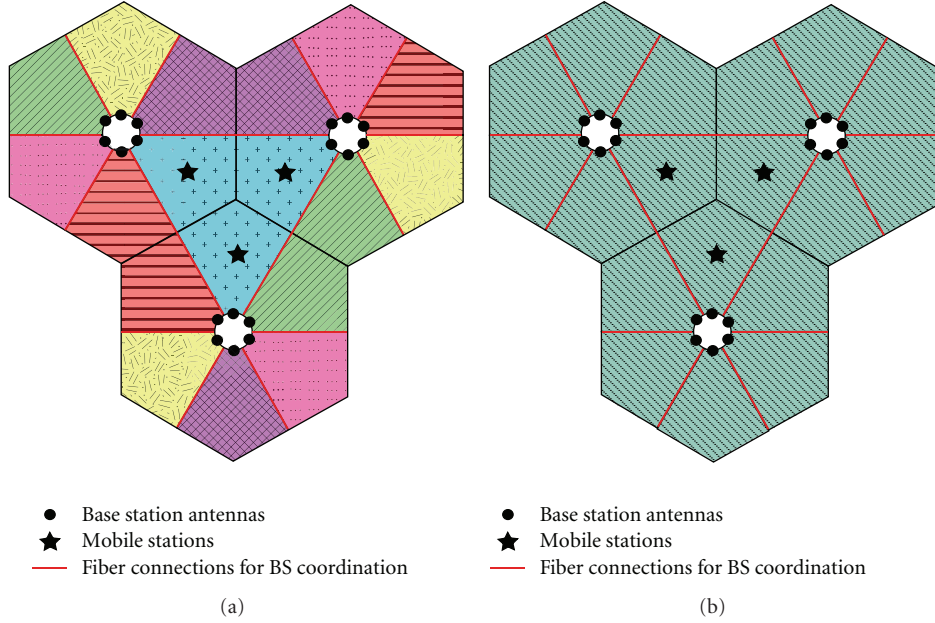 Base station antennas
Mobile stations
Fiber connections for BS coordination
(a)
Base station antennas
Mobile stations
Fiber connections for BS coordination
(b)